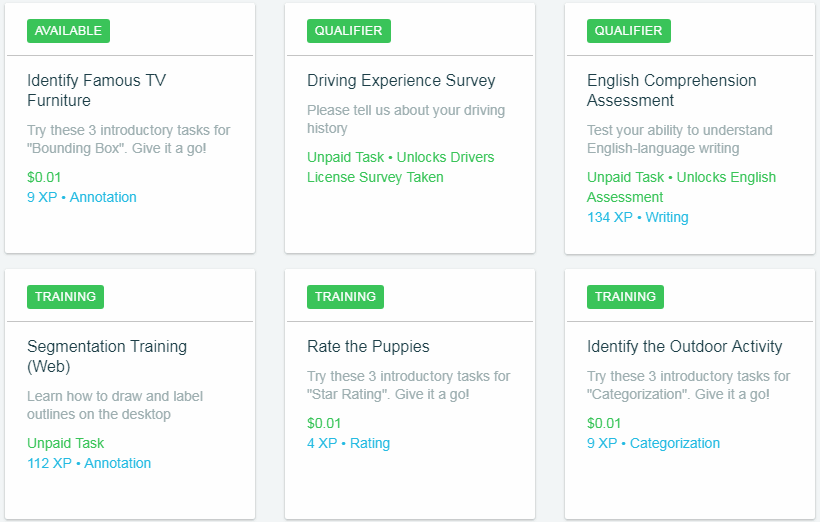 AVAILABLE
Identify Famous TV
Furniture
Try these 3 introductory tasks for
"Bounding Box". Give it a go!
$0.01
9 XP • Annotation
QUALIFIER
Driving Experience Survey
Please tell us about your driving
history
Unpaid Task • Unlocks Drivers
License Survey Taken
QUALIFIER
English Comprehension
Assessment
Test your ability to understand
English-language writing
Unpaid Task • Unlocks English
Assessment
134 XP • Writing
TRAINING
Segmentation Training
(Web)
Learn how to draw and label
outlines on the desktop
Unpaid Task
112 XP • Annotation
TRAINING
Rate the Puppies
Try these 3 introductory tasks for
"Star Rating". Give it a go!
$0.01
4 XP • Rating
TRAINING
Identify the Outdoor Activity
Try these 3 introductory tasks for
"Categorization". Give it a go!
$0.01
9 XP • Categorization